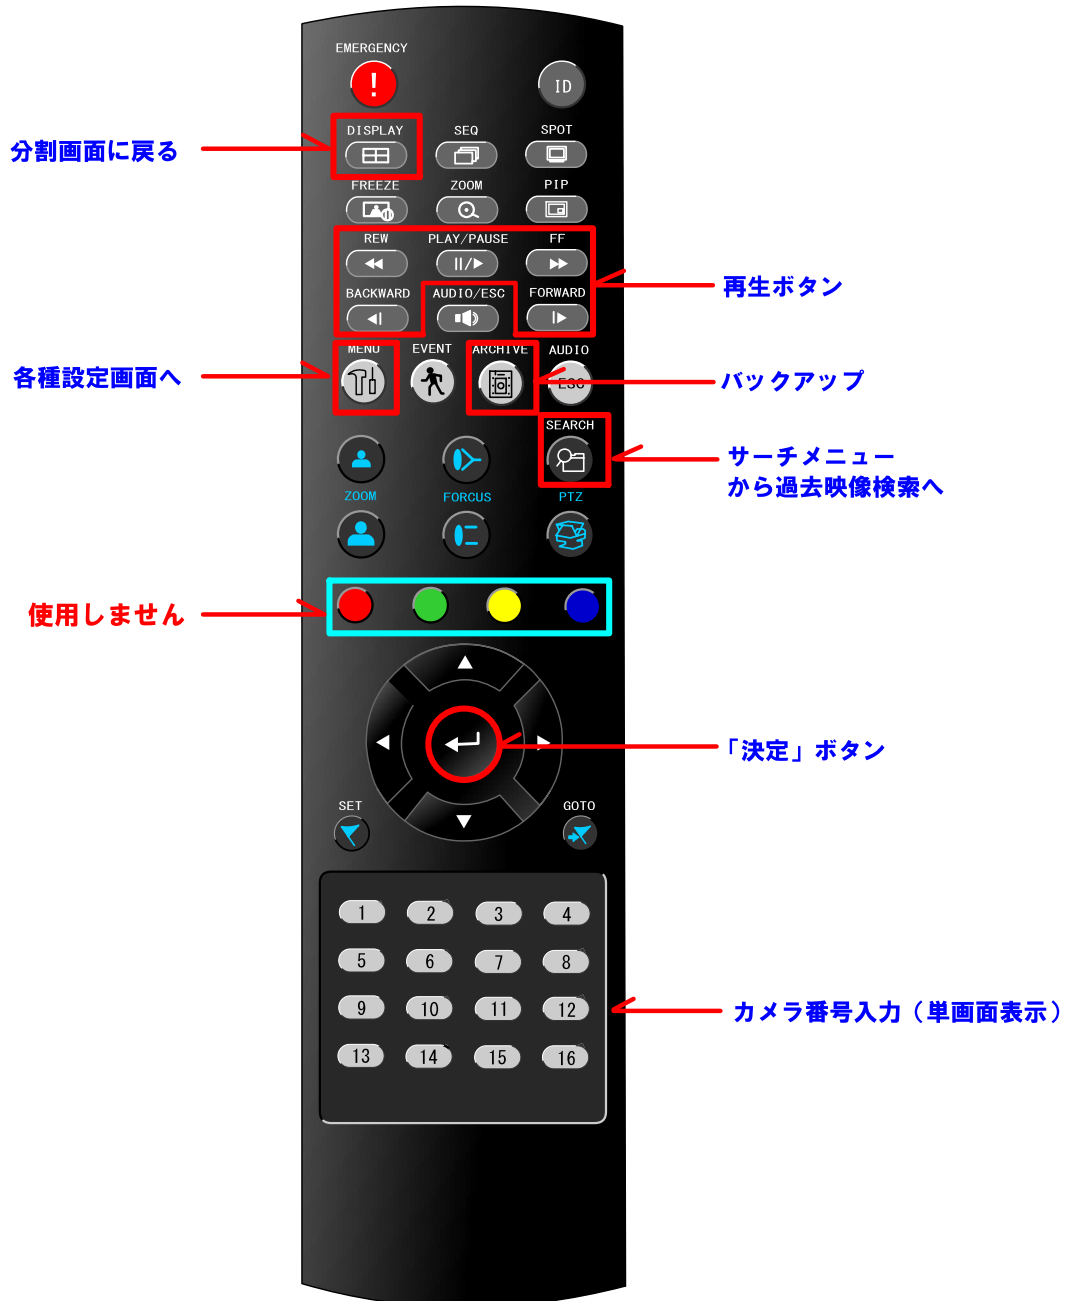 EMERGENCY
!
ID
分割画面に戻る
DISPLAY
SEQ
SPOT
FREEZE
ZOOM
PIP
REW
PLAY/PAUSE
FF
再生ボタン
BACKWARD
AUDIO/ESC
FORWARD
各種設定画面へ
MENU
EVENT
ARCHIVE
AUDIO
ESC
バックアップ
SEARCH
サーチメニュー
から過去映像検索へ
ZOOM
FORCUS
PTZ
使用しません
「決定」ボタン
SET
GOTO
1 2 3 4
5 6 7 8
9 10 11 12
カメラ番号入力（単画面表示）
13 14 15 16